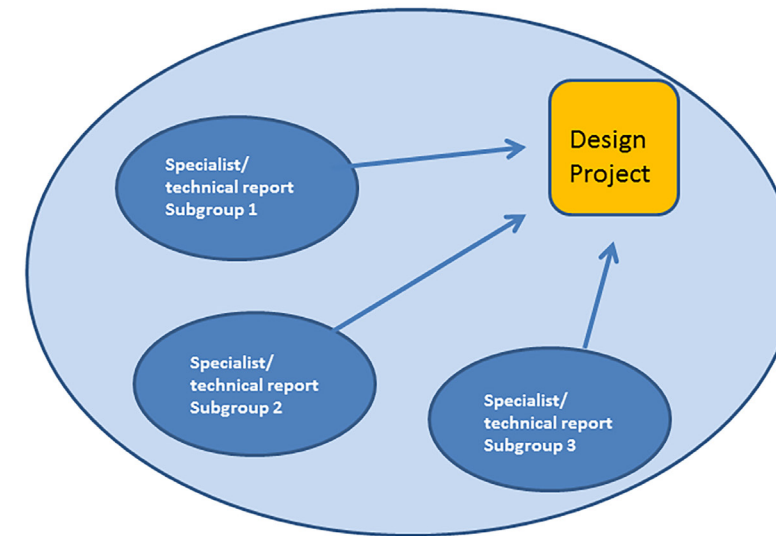 Design
Project
Specialist/
technical report
Subgroup 1
Specialist/
technical report
Subgroup 2
Specialist/
technical report
Subgroup 3